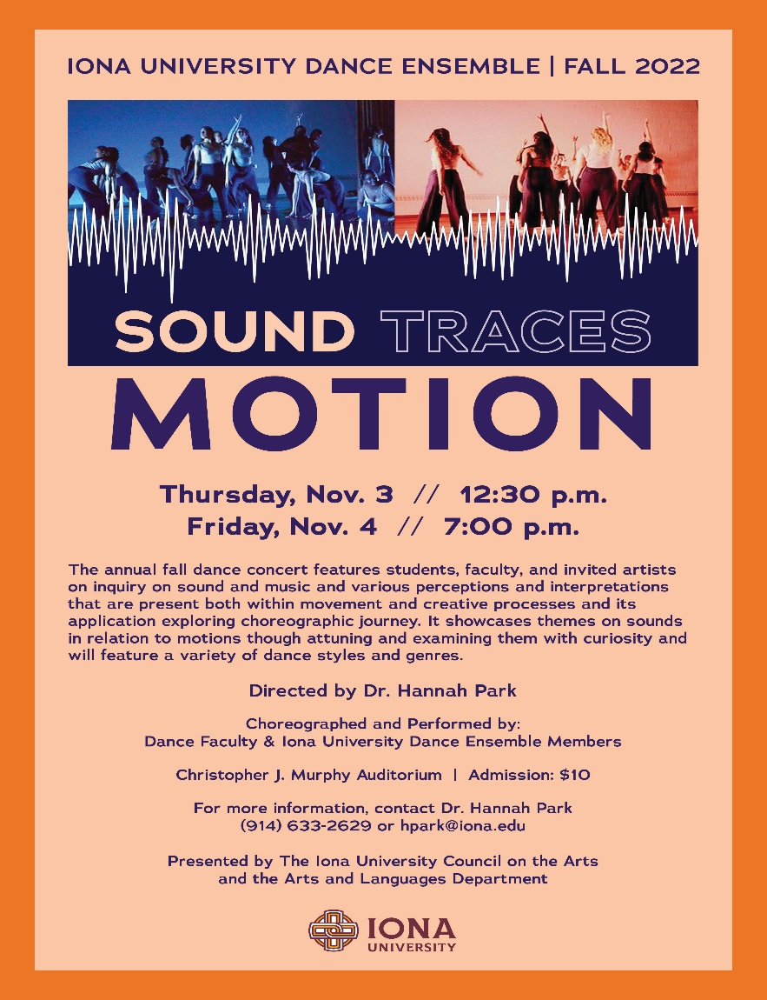 IONA UNIVERSITY DANCE ENSEMBLE | FALL 2022
SOUND TRACES
MOTION
Thursday, Nov. 3 // 12:30 p.m.
Friday, Nov. 4 // 7:00 p.m.
The annual fall dance concert features students, faculty, and invited artists
on inquiry on sound and music and various perceptions and interpretations
that are present both within movement and creative processes and its
application exploring choreographic journey. It showcases themes on sounds
in relation to motions though attuning and examining them with curiosity and
will feature a variety of dance styles and genres.
Directed by Dr. Hannah Park
Choreographed and Performed by:
Dance Faculty & Iona University Dance Ensemble Members
Christopher J. Murphy Auditorium | Admission: $10
For more information, contact Dr. Hannah Park
(914) 633-2629 or hpark@iona.edu
Presented by The Iona University Council on the Arts
and the Arts and Languages Department
IONA
UNIVERSITY